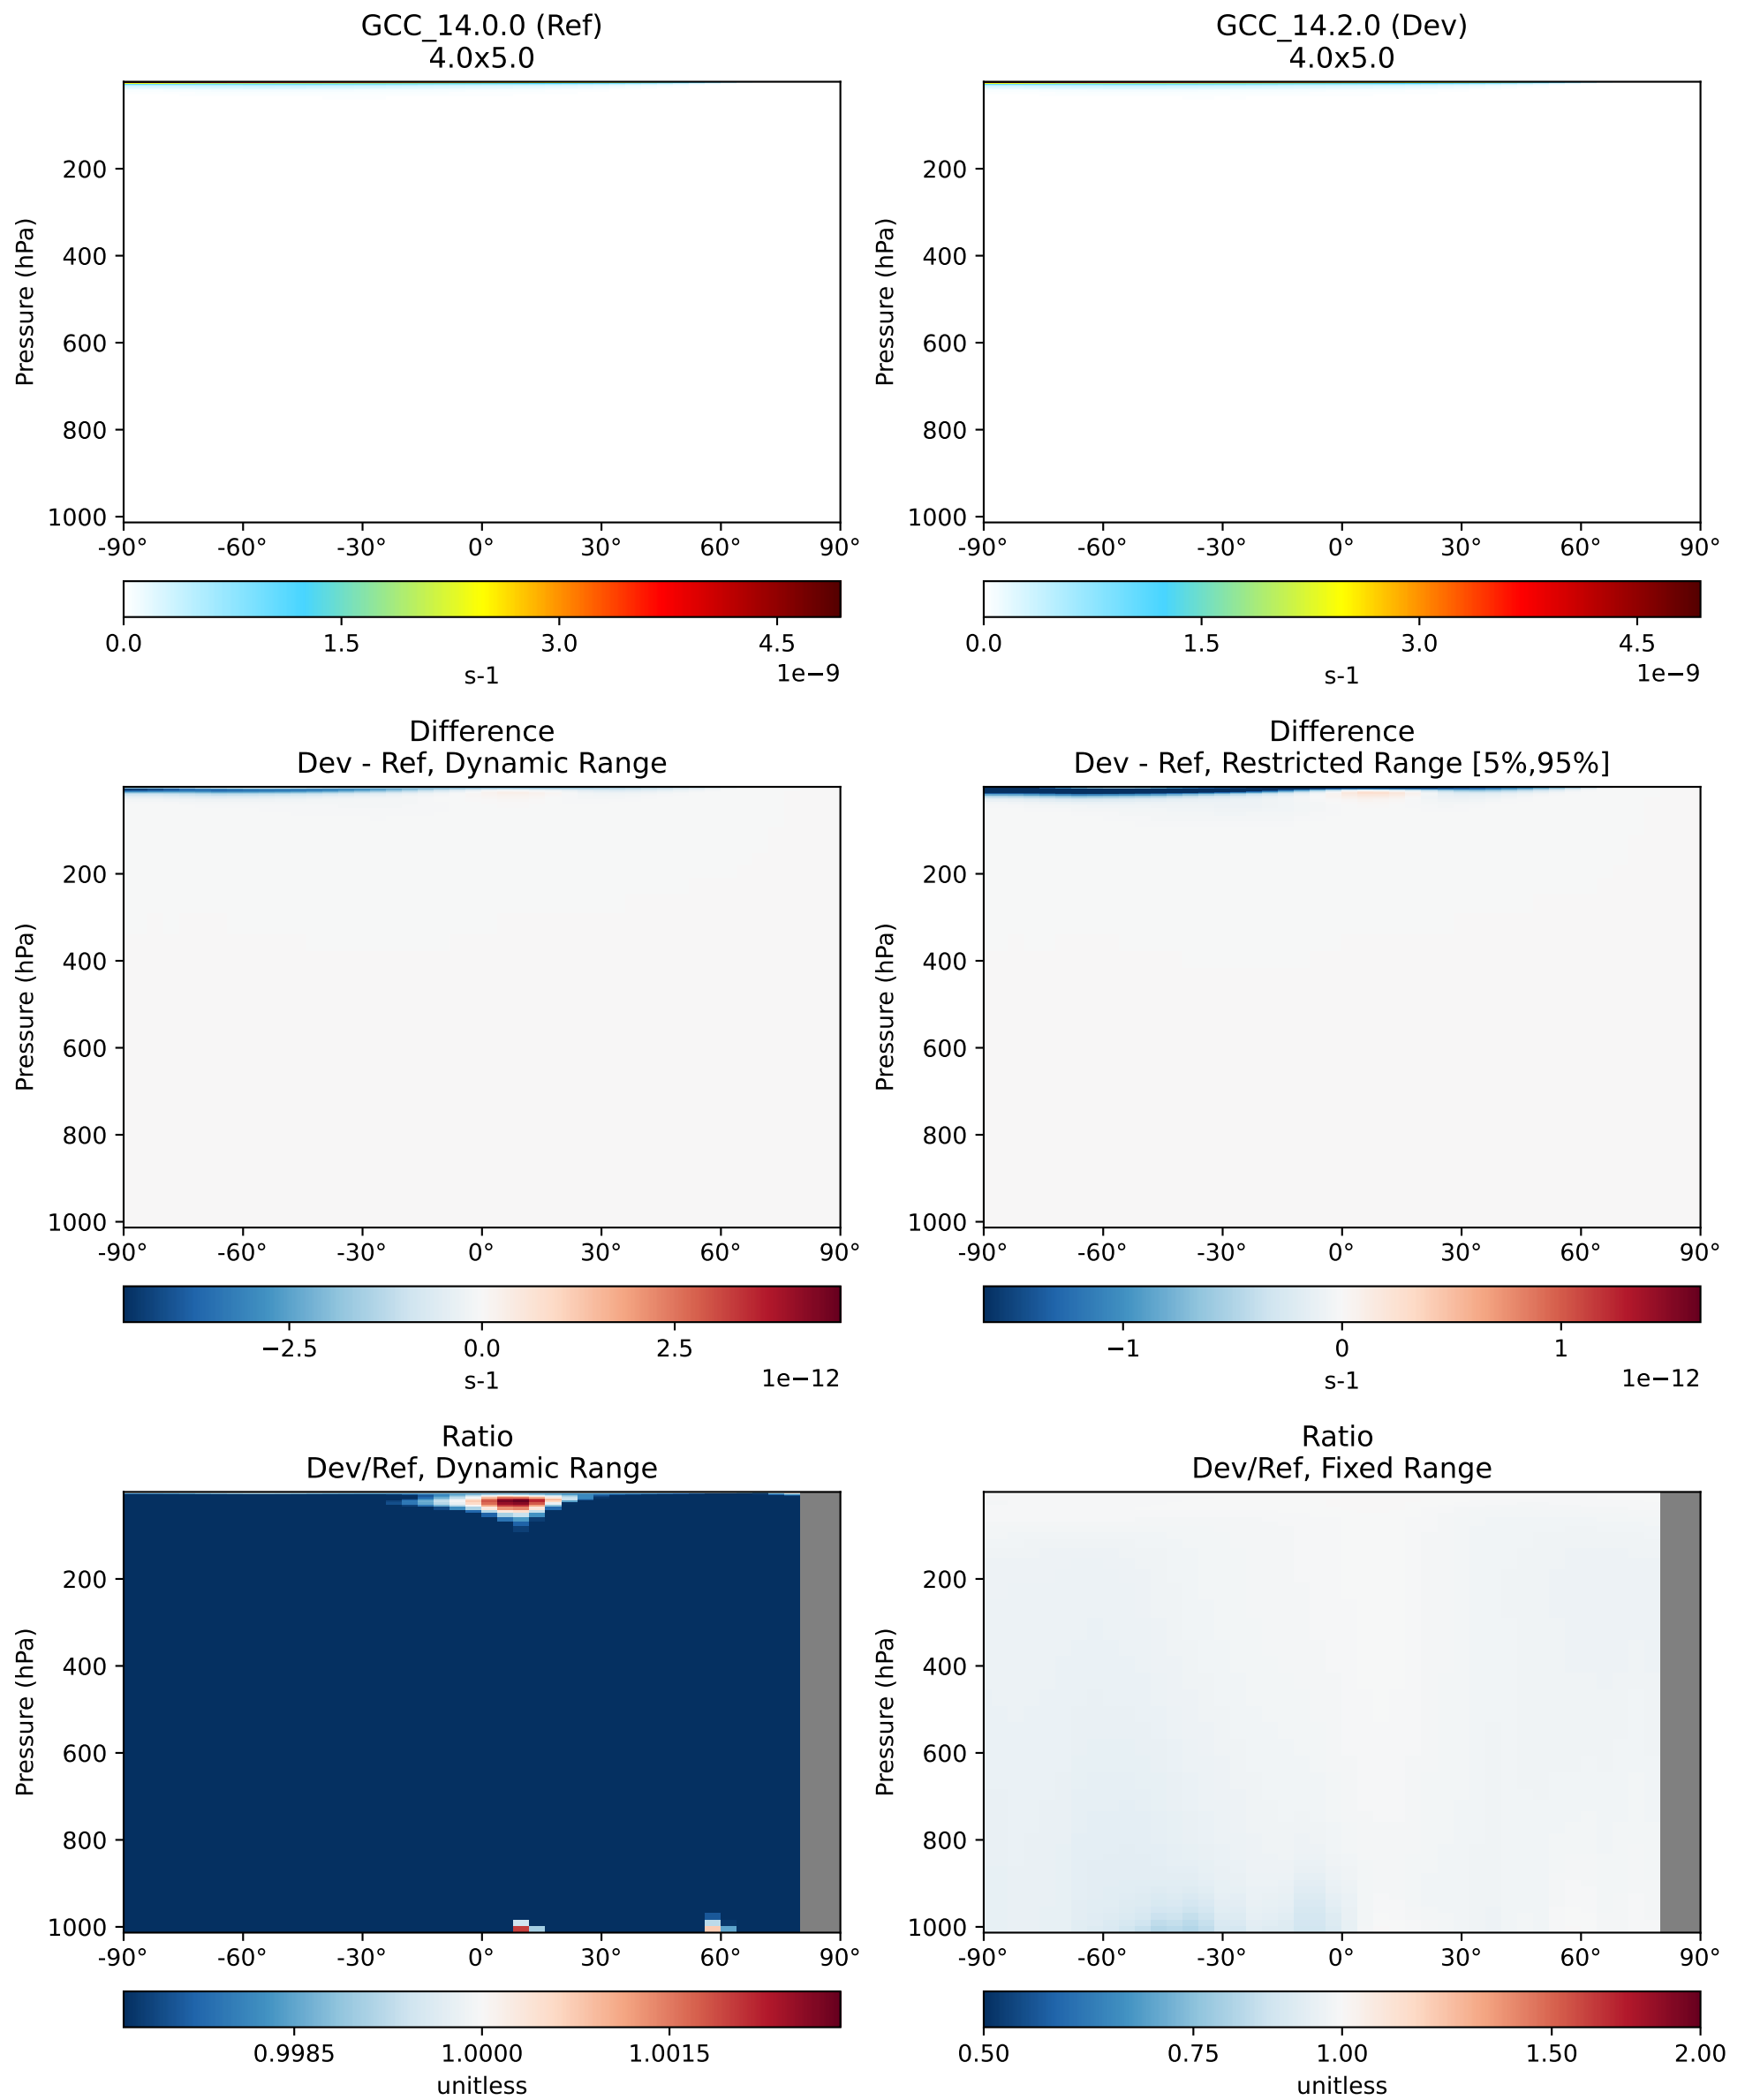 GCC_14.0.0 (Ref)
4.0x5.0
Pressure (hPa)
200
400
600
800
1000
-90° -60° -30° 0° 30° 60° 90°
0.0 1.5 3.0 4.5
s-1
1e−9
GCC_14.2.0 (Dev)
4.0x5.0
Pressure (hPa)
200
400
600
800
1000
-90° -60° -30° 0° 30° 60° 90°
0.0 1.5 3.0 4.5
s-1
1e−9
Difference
Dev - Ref, Dynamic Range
Pressure (hPa)
200
400
600
800
1000
-90° -60° -30° 0° 30° 60° 90°
−2.5 0.0 2.5
s-1
1e−12
Difference
Dev - Ref, Restricted Range [5%,95%]
Pressure (hPa)
200
400
600
800
1000
-90° -60° -30° 0° 30° 60° 90°
−1 0 1
s-1
1e−12
Ratio
Dev/Ref, Dynamic Range
Pressure (hPa)
200
400
600
800
1000
-90° -60° -30° 0° 30° 60° 90°
0.9985 1.0000 1.0015
unitless
Ratio
Dev/Ref, Fixed Range
Pressure (hPa)
200
400
600
800
1000
-90° -60° -30° 0° 30° 60° 90°
0.50 0.75 1.00 1.50 2.00
unitless